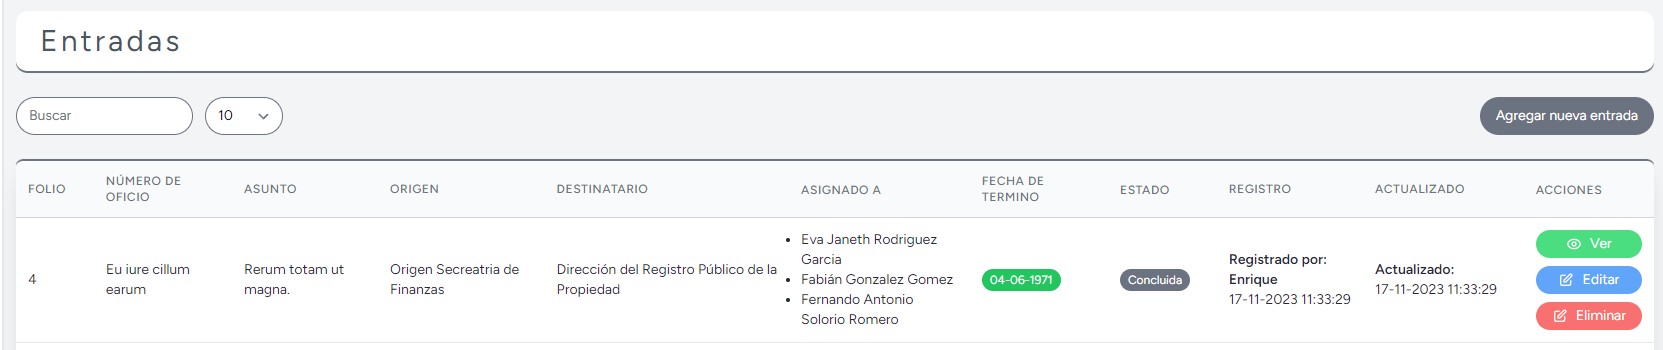 Entradas
Buscar
10
Agregar nueva entrada
FOLIO
NÚMERO DE
OFICIO
ASUNTO
ORIGEN
DESTINATARIO
ASIGNADO A
FECHA DE
TERMINO
ESTADO
REGISTRO
ACTUALIZADO
ACCIONES
4
Eu iure cillum
earum
Rerum totam ut
magna.
Origen Secreatria de
Finanzas
Dirección del Registro Público de la
Propiedad
Eva Janeth Rodriguez
Garcia
Fabián Gonzalez Gomez
Fernando Antonio
Solorio Romero
04-06-1971
Concluida
Registrado por:
Enrique
17-11-2023 11:33:29
Actualizado:
17-11-2023 11:33:29
Ver
Editar
Eliminar